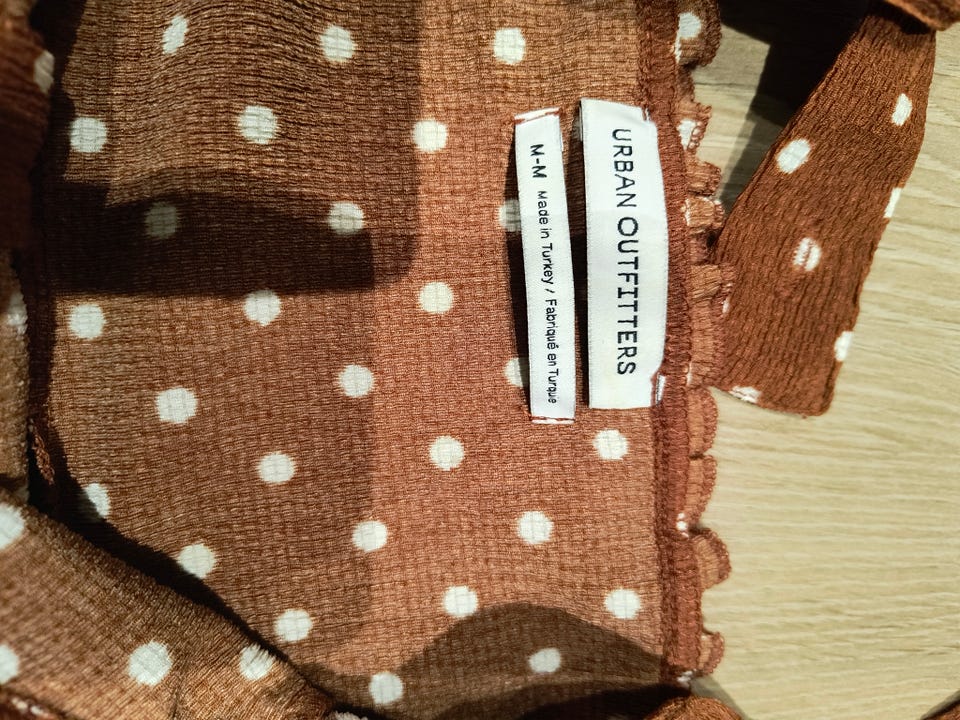 URBAN OUTFITTERS
M-M Made in Turkey / Fabriqué en Turquie